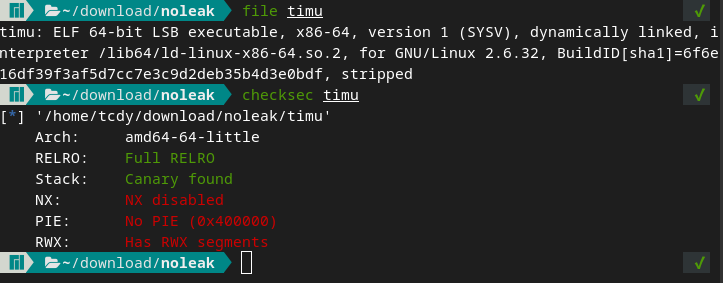 ~/download/noleak file timu ✓
timu: ELF 64-bit LSB executable, x86-64, version 1 (SYSV), dynamically linked, i
nterpreter /lib64/ld-linux-x86-64.so.2, for GNU/Linux 2.6.32, BuildID[sha1]=6f6e
16df39f3af5d7cc7e3c9d2deb35b4d3e0bdf, stripped
~/download/noleak checksec timu ✓
[*] '/home/tcdy/download/noleak/timu'
Arch: amd64-64-little
RELRO: Full RELRO
Stack: Canary found
NX: NX disabled
PIE: No PIE (0x400000)
RWX: Has RWX segments
~/download/noleak ✓